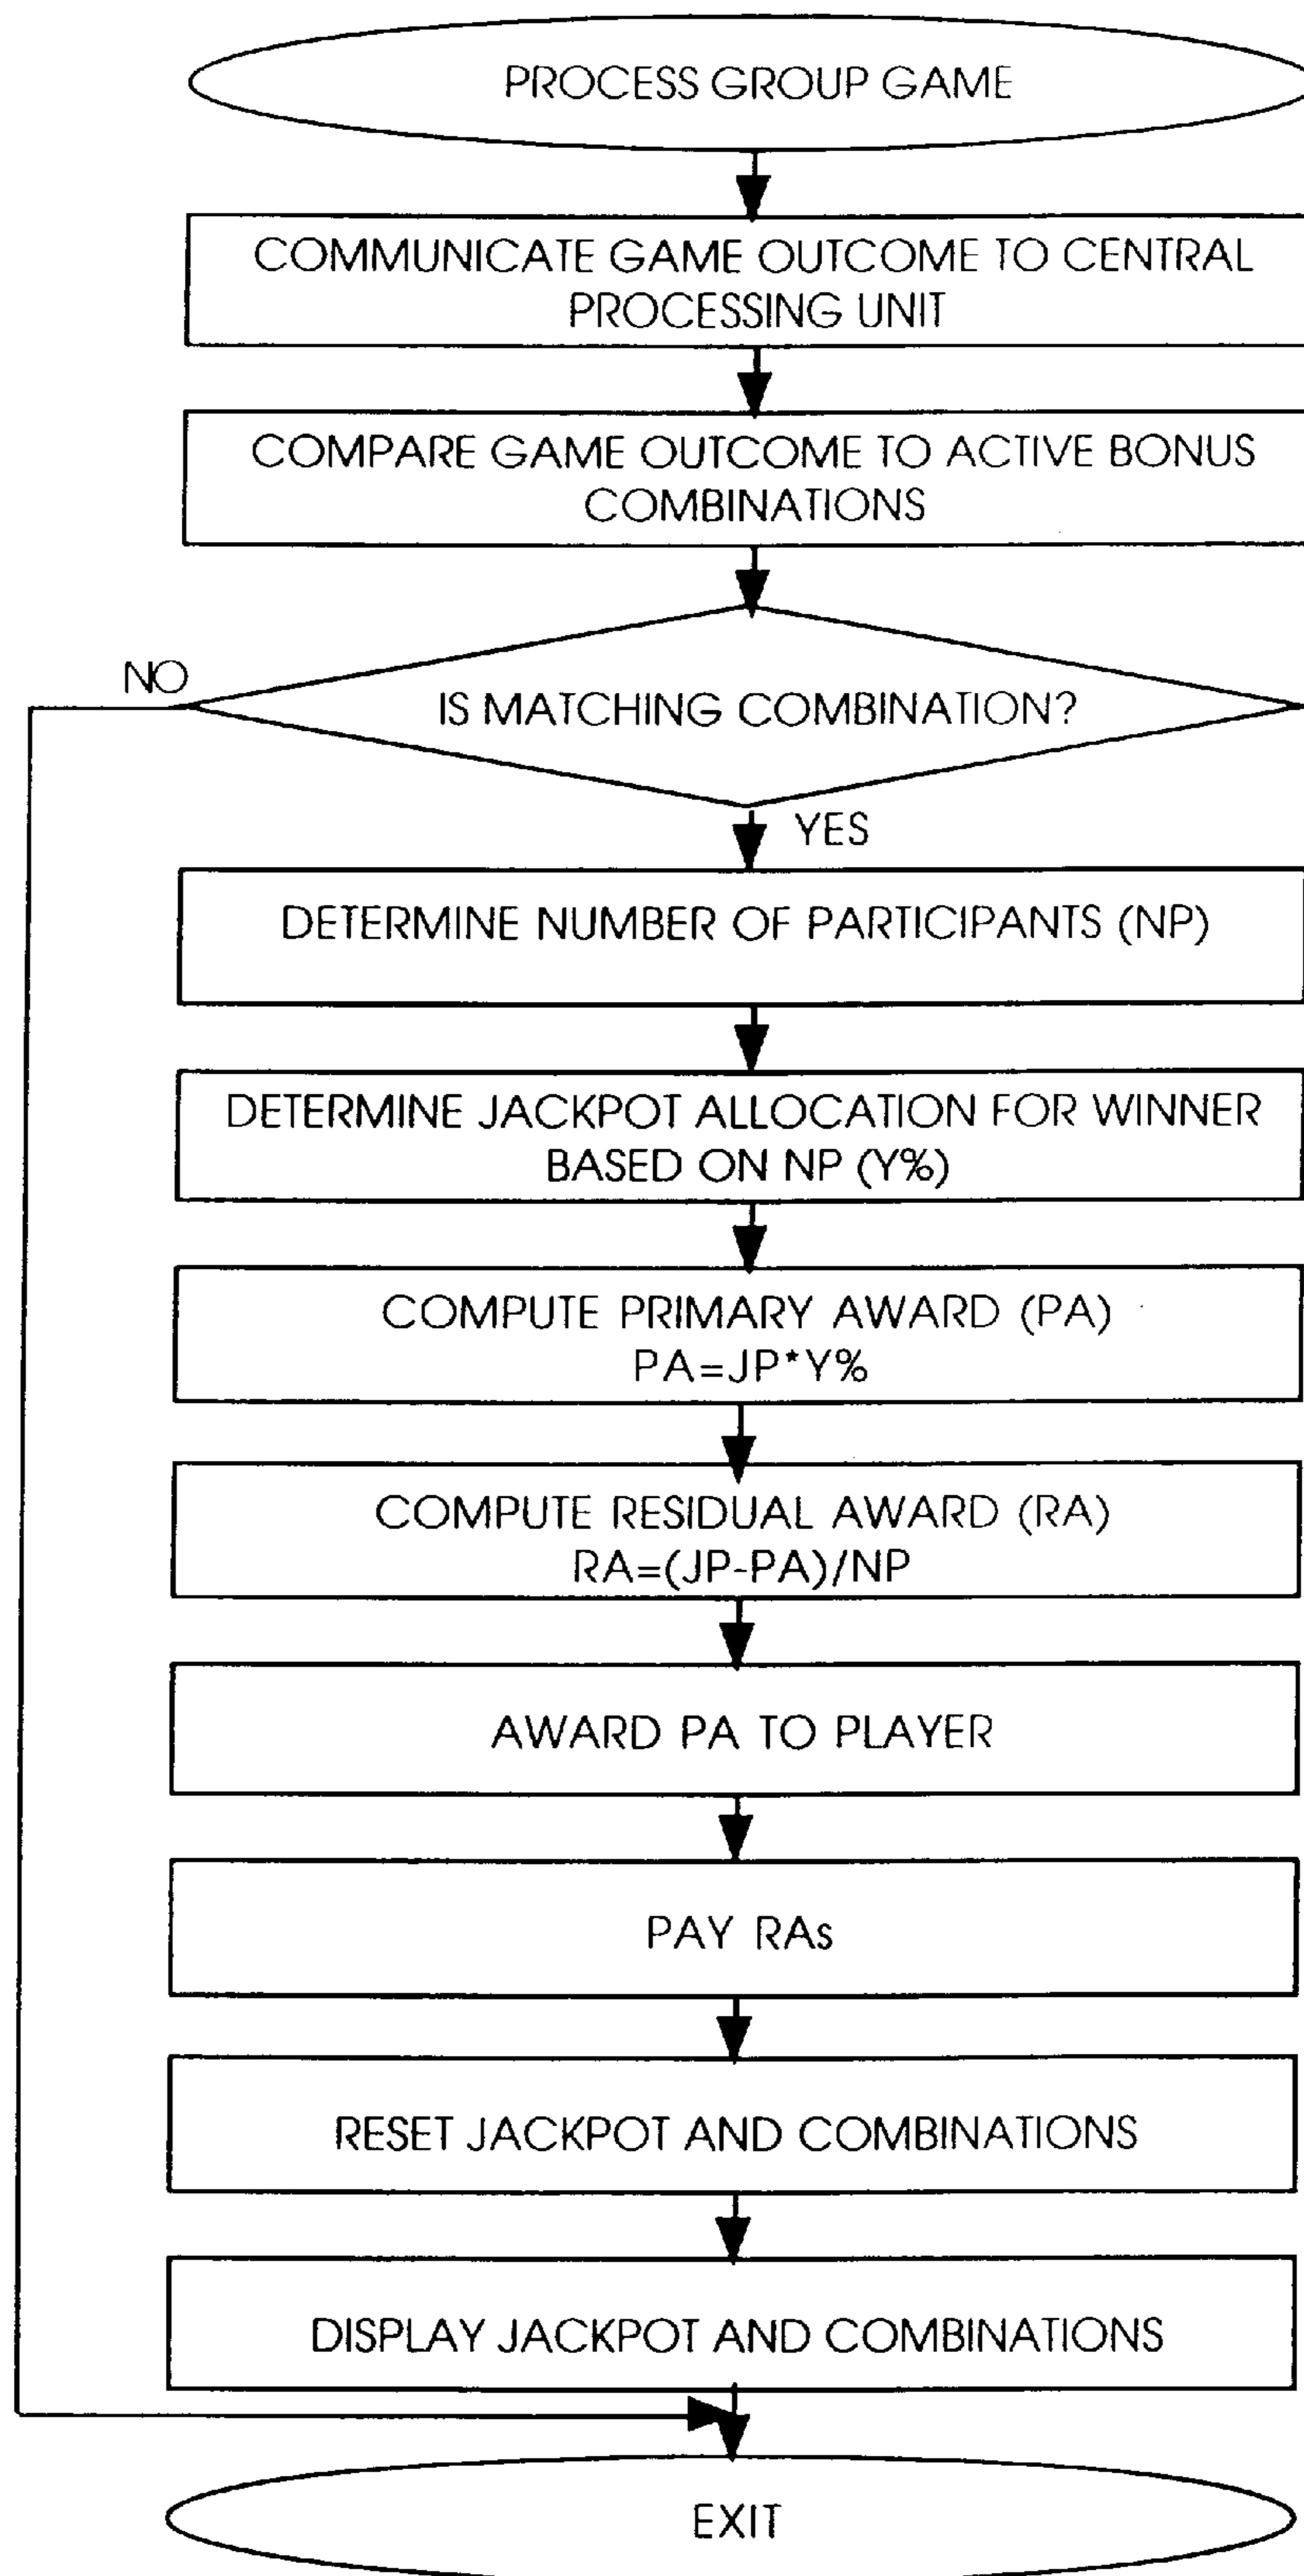 PROCESS GROUP GAME
COMMUNICATE GAME OUTCOME TO CENTRAL
PROCESSING UNIT
COMPARE GAME OUTCOME TO ACTIVE BONUS
COMBINATIONS
NO
IS MATCHING COMBINATION?
YES
DETERMINE NUMBER OF PARTICIPANTS (NP)
DETERMINE JACKPOT ALLOCATION FOR WINNER
BASED ON NP (Y%)
COMPUTE PRIMARY AWARD (PA)
PA=JP*Y%
COMPUTE RESIDUAL AWARD (RA)
RA=(JP-PA)/NP
AWARD PA TO PLAYER
PAY RAs
RESET JACKPOT AND COMBINATIONS
DISPLAY JACKPOT AND COMBINATIONS
EXIT